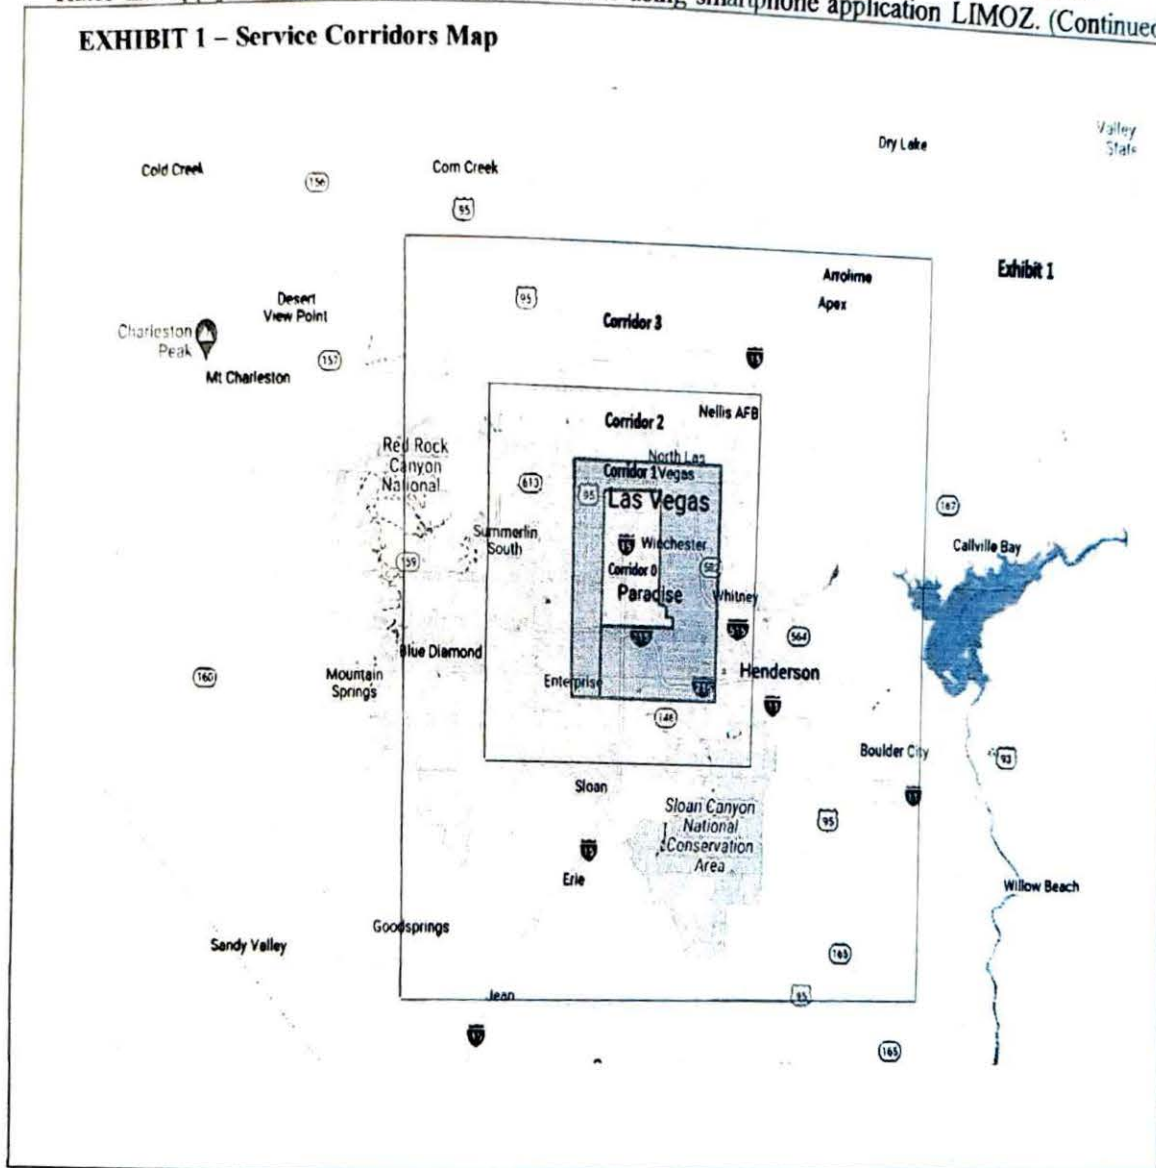 smartphone application LIMOZ. (Continued
EXHIBIT 1 – Service Corridors Map
Valley
State
Dry Lake
Cold Creek
156
Corn Creek
95
Exhibit 1
Arrolime
Apex
95
Desert
View Point
Corridor 3
Charleston
Peak
157
15
Mt Charleston
Nellis AFB
Corridor 2
Red Rock
Canyon
National
North Las
Vegas
Corridor 1
613
95
Las Vegas
167
Summerlin
South
15
Winchester
Callville Bay
159
Corridor 0
582
Paradise
Whitney
515
564
Blue Diamond
Henderson
160
Mountain
Springs
Enterprise
215
11
146
Boulder City
93
Sloan
11
Sloan Canyon
National
Conservation
Area
95
15
Erie
Willow Beach
Goodsprings
Sandy Valley
165
Jean
95
15
165